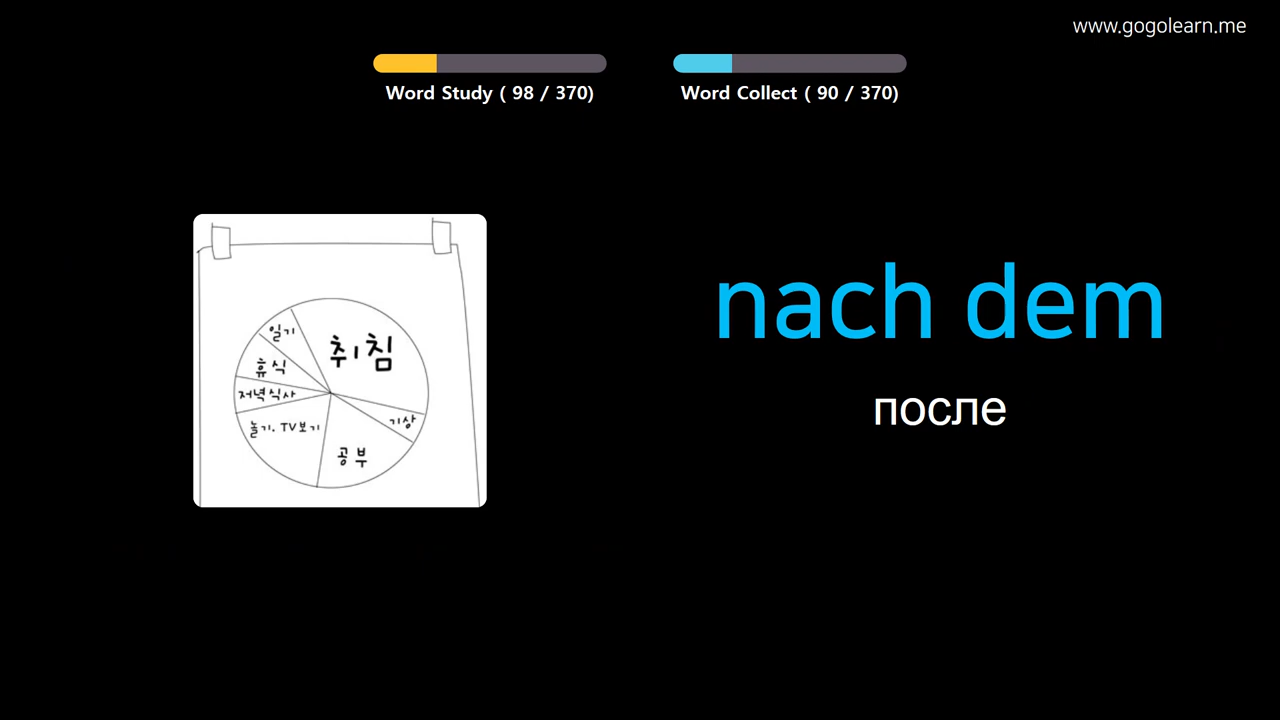 www.gogolearn.me
Word Study ( 98 / 370)
Word Collect ( 90 / 370)
일기
취침
휴식
저녁식사
기상
놀기. TV보기
공부
nach dem
после